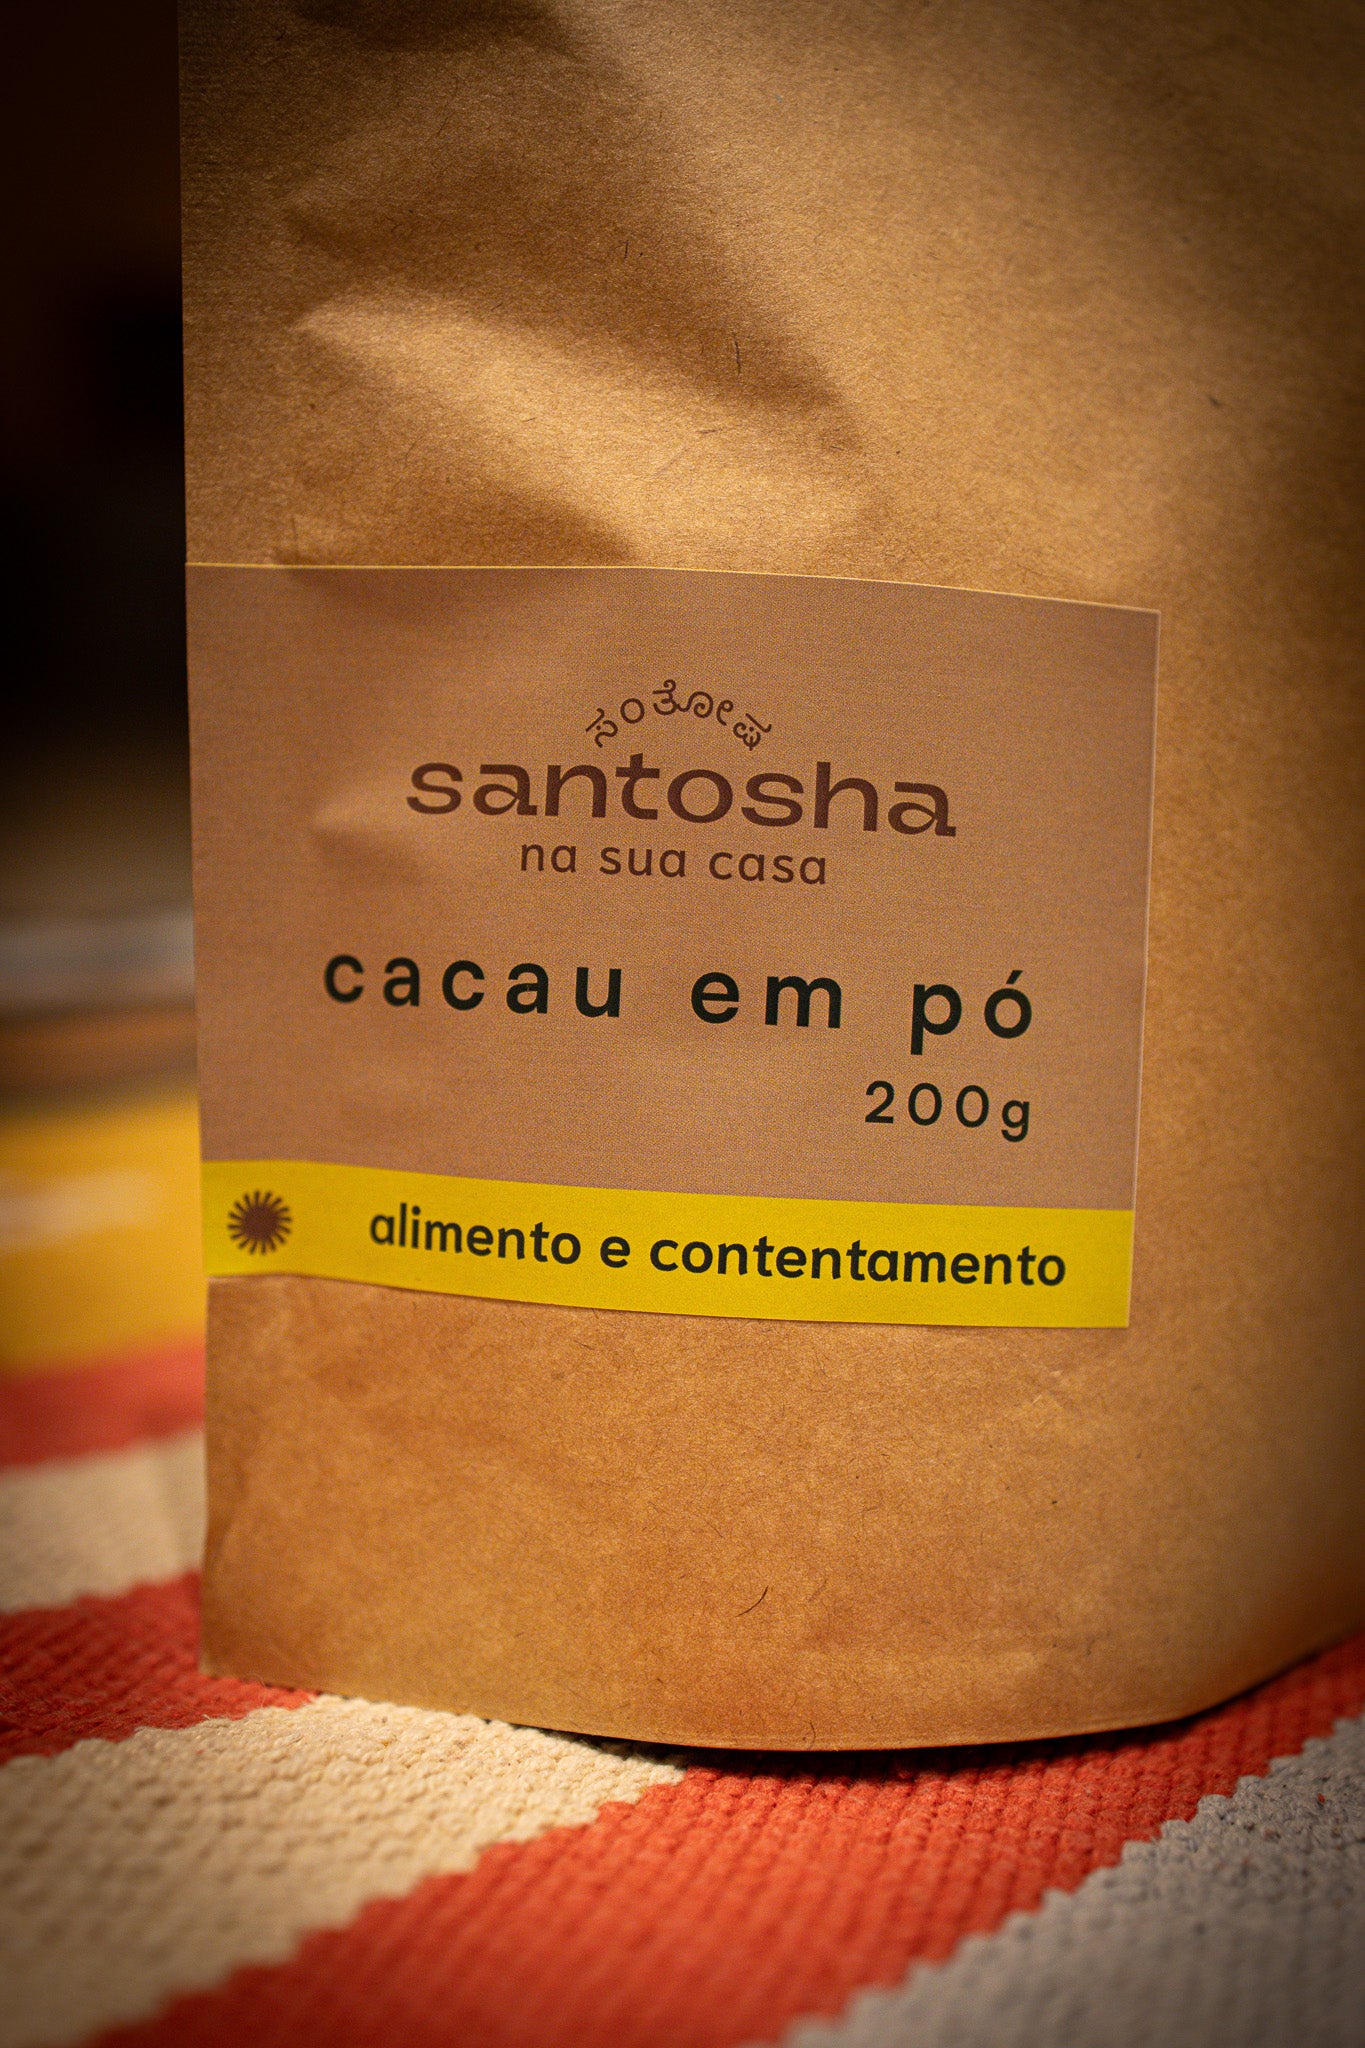 ಸಂತೋಷ
santosha
na sua casa
cacau em pó
200g
alimento e contentamento